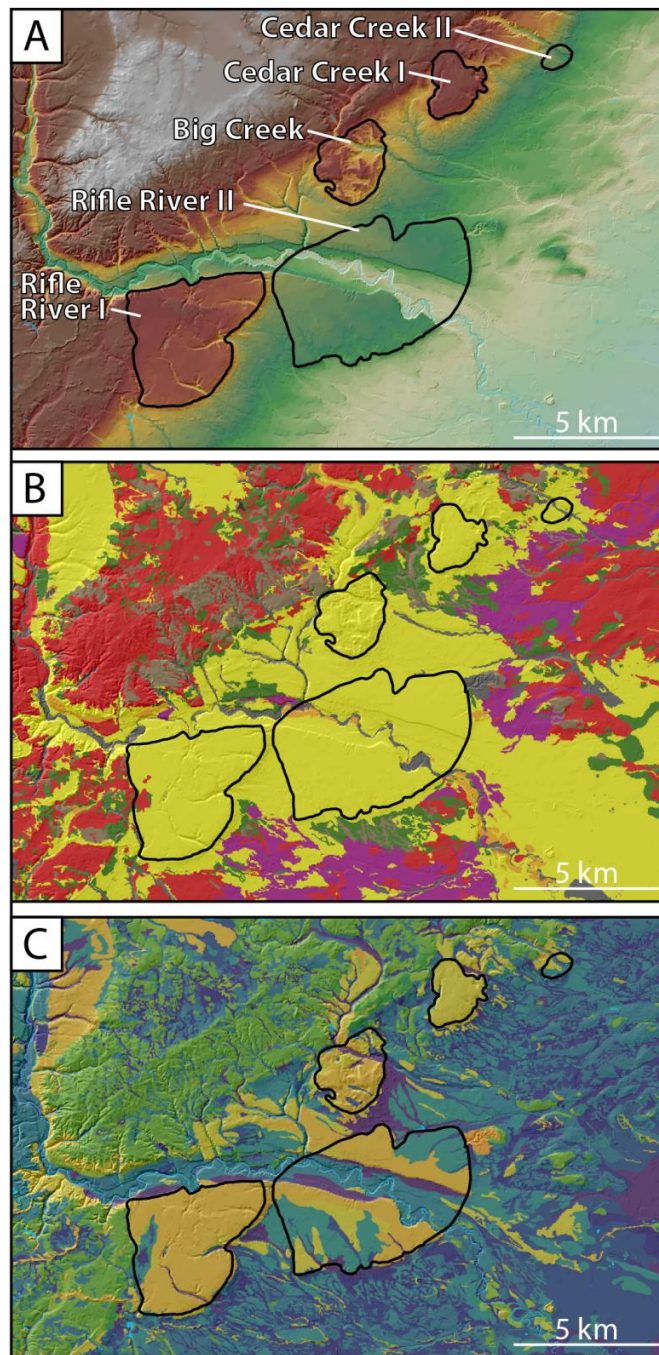 A
Cedar Creek II
Cedar Creek I
Big Creek
Rifle River II
Rifle
River I
5 km
B
5 km
C
5 km